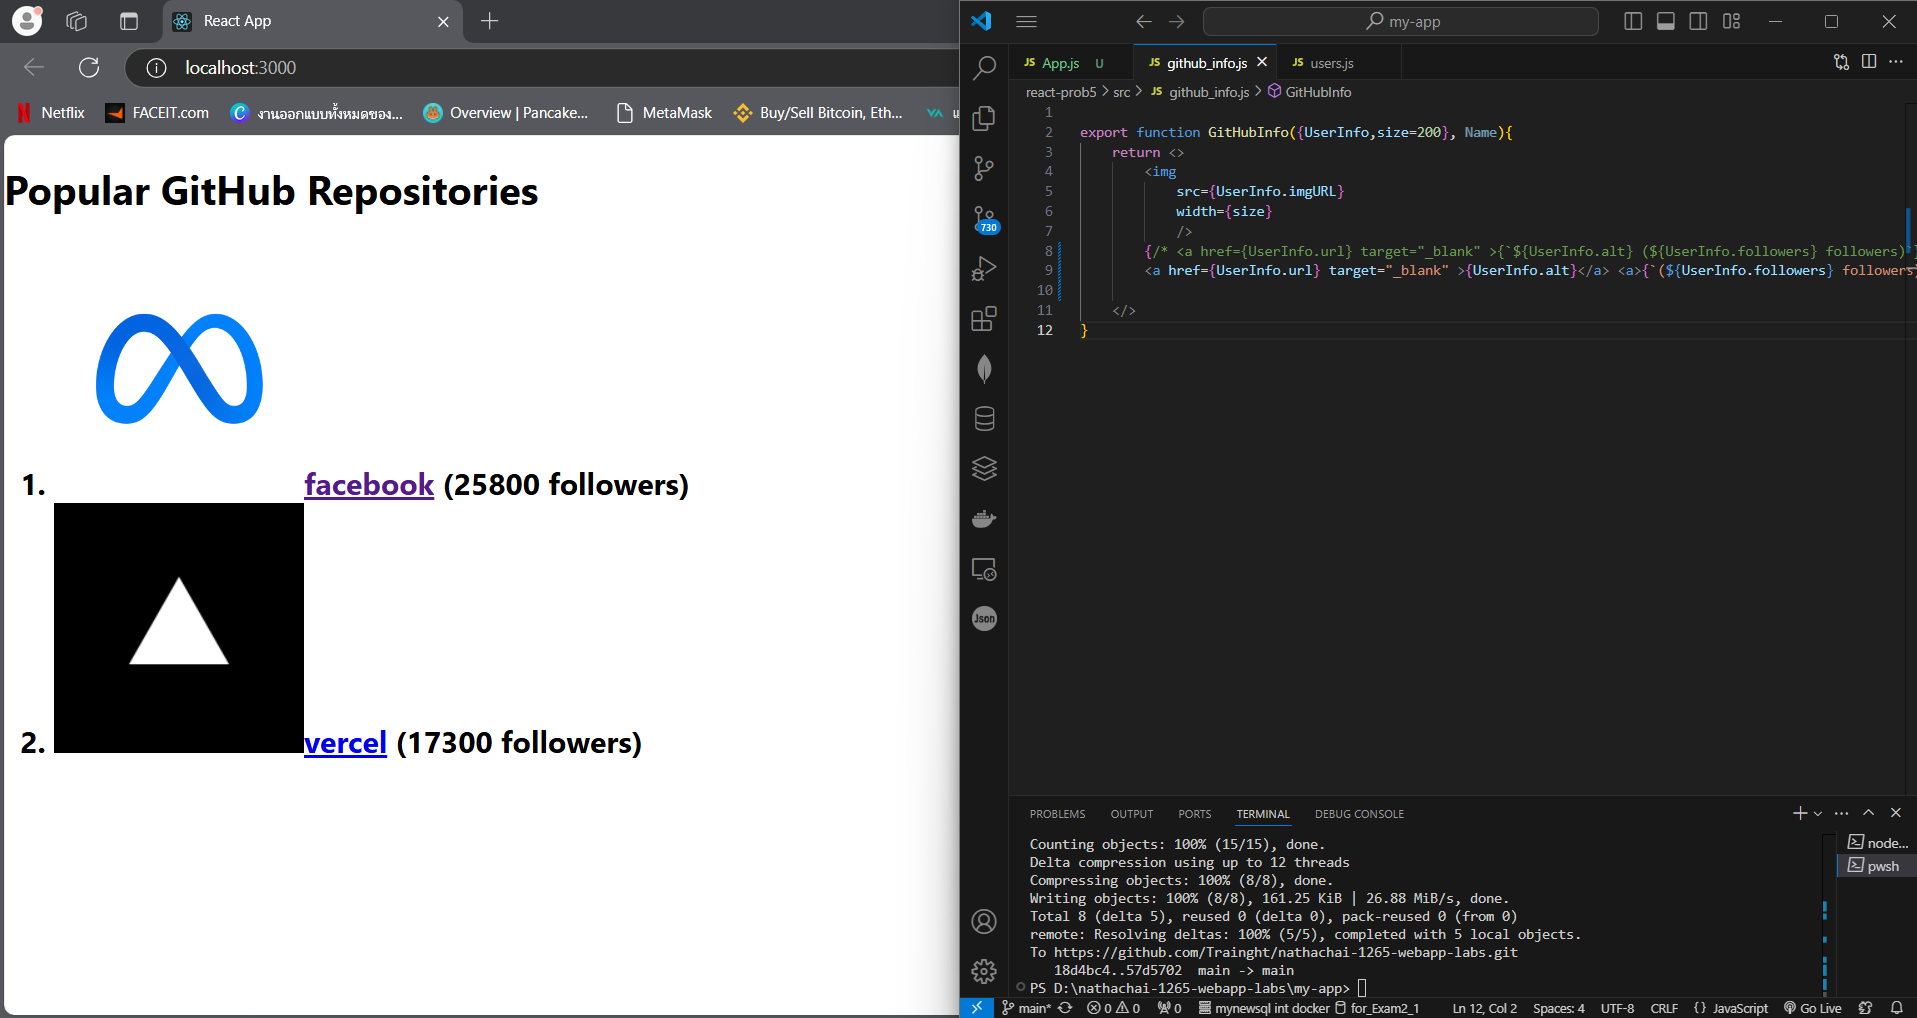 React App
localhost:3000
Netflix
FACEIT.com
งานออกแบบทั้งหมดของ...
Overview | Pancake...
MetaMask
Buy/Sell Bitcoin, Eth...
Popular GitHub Repositories
1. facebook (25800 followers)
2. vercel (17300 followers)
my-app
JS App.js U
JS github_info.js
JS users.js
react-prob5 > src > JS github_info.js > GitHubInfo
1
2 export function GitHubInfo({UserInfo,size=200}, Name){
3 return <>
4 <img
5 src={UserInfo.imgURL}
6 width={size}
7 />
8 {/* <a href={UserInfo.url} target="_blank" >{`${UserInfo.alt} (${UserInfo.followers} followers)`}
9 <a href={UserInfo.url} target="_blank" >{UserInfo.alt}</a> <a>{`(${UserInfo.followers} followers
10
11 </>
12 }
730
Json
PROBLEMS OUTPUT PORTS TERMINAL DEBUG CONSOLE
Counting objects: 100% (15/15), done.
Delta compression using up to 12 threads
Compressing objects: 100% (8/8), done.
Writing objects: 100% (8/8), 161.25 KiB | 26.88 MiB/s, done.
Total 8 (delta 5), reused 0 (delta 0), pack-reused 0 (from 0)
remote: Resolving deltas: 100% (5/5), completed with 5 local objects.
To https://github.com/Trainght/nathachai-1265-webapp-labs.git
18d4bc4..57d5702 main -> main
PS D:\nathachai-1265-webapp-labs\my-app>
node...
pwsh
main* 0 0 0 mynewsql int docker for_Exam2_1 Ln 12, Col 2 Spaces: 4 UTF-8 CRLF {} JavaScript Go Live